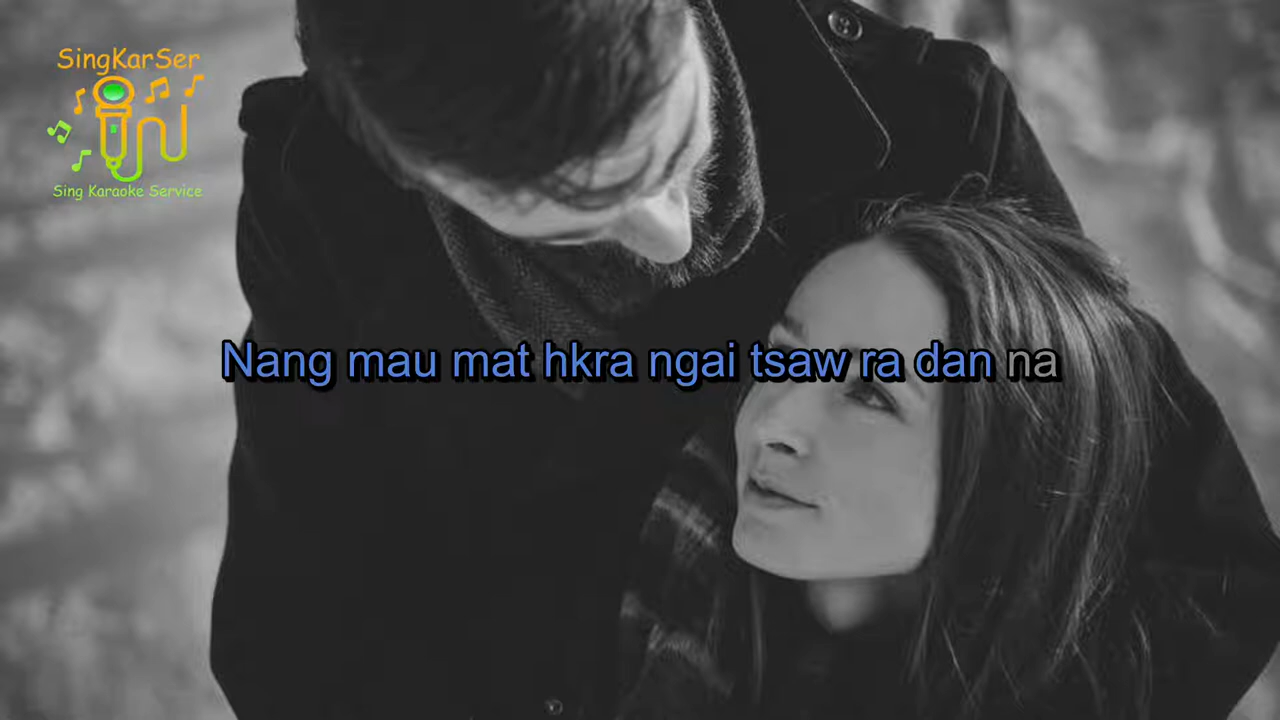 SingKarSer
Sing Karaoke Service
Nang mau mat hkra ngai tsaw ra dan na